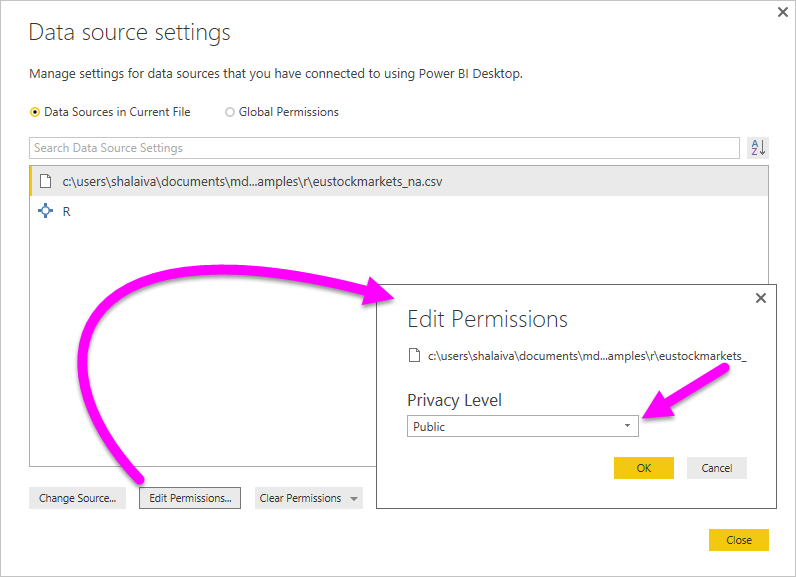 Data source settings
Manage settings for data sources that you have connected to using Power BI Desktop.
Data Sources in Current File
Global Permissions
Search Data Source Settings
A
Z
c:\users\shalaiva\documents\md...amples\r\eustockmarkets_na.csv
R
Edit Permissions
c:\users\shalaiva\documents\md...amples\r\eustockmarkets_
Privacy Level
Public
OK
Cancel
Change Source...
Edit Permissions...
Clear Permissions
Close